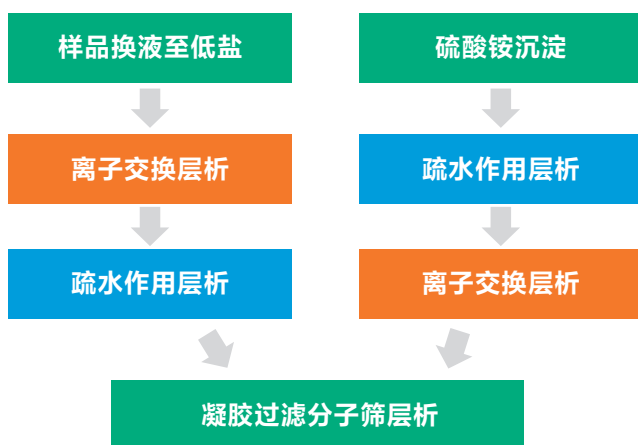 样品换液至低盐
硫酸铵沉淀
离子交换层析
疏水作用层析
疏水作用层析
离子交换层析
凝胶过滤分子筛层析